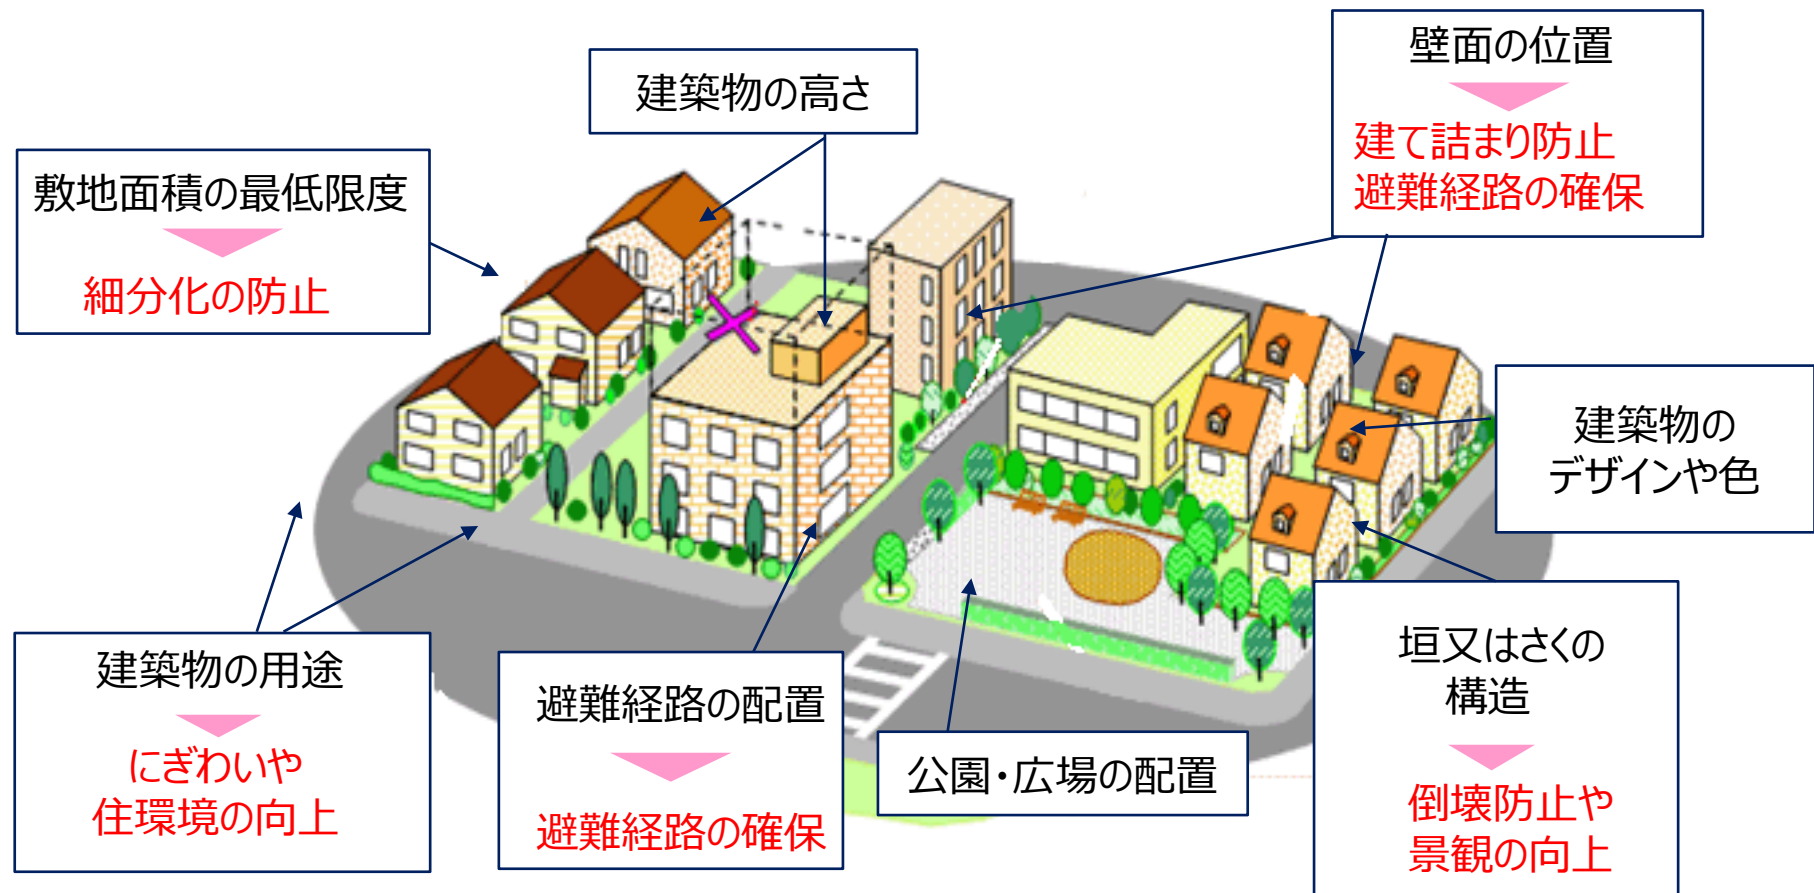 建築物の高さ
壁面の位置
建て詰まり防止
避難経路の確保
敷地面積の最低限度
細分化の防止
建築物の
デザインや色
建築物の用途
にぎわいや
住環境の向上
避難経路の配置
避難経路の確保
公園・広場の配置
垣又はさくの
構造
倒壊防止や
景観の向上